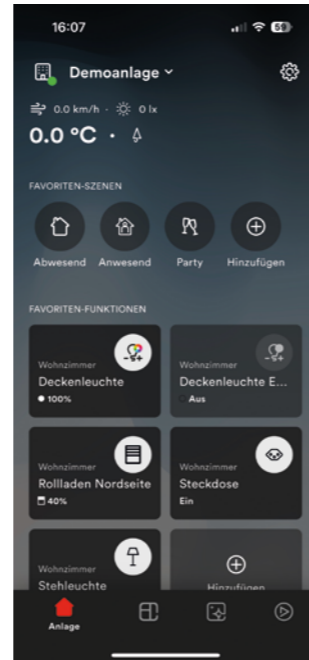 16:07
59
Demoanlage
0.0 km/h · 0 lx
0.0 °C ·
FAVORITEN-SZENEN
Abwesend Anwesend Party Hinzufügen
FAVORITEN-FUNKTIONEN
Wohnzimmer
Deckenleuchte
100%
Wohnzimmer
Deckenleuchte E...
Aus
Wohnzimmer
Rollladen Nordseite
40%
Wohnzimmer
Steckdose
Ein
Wohnzimmer
Stehleuchte
Hinzufügen
Anlage